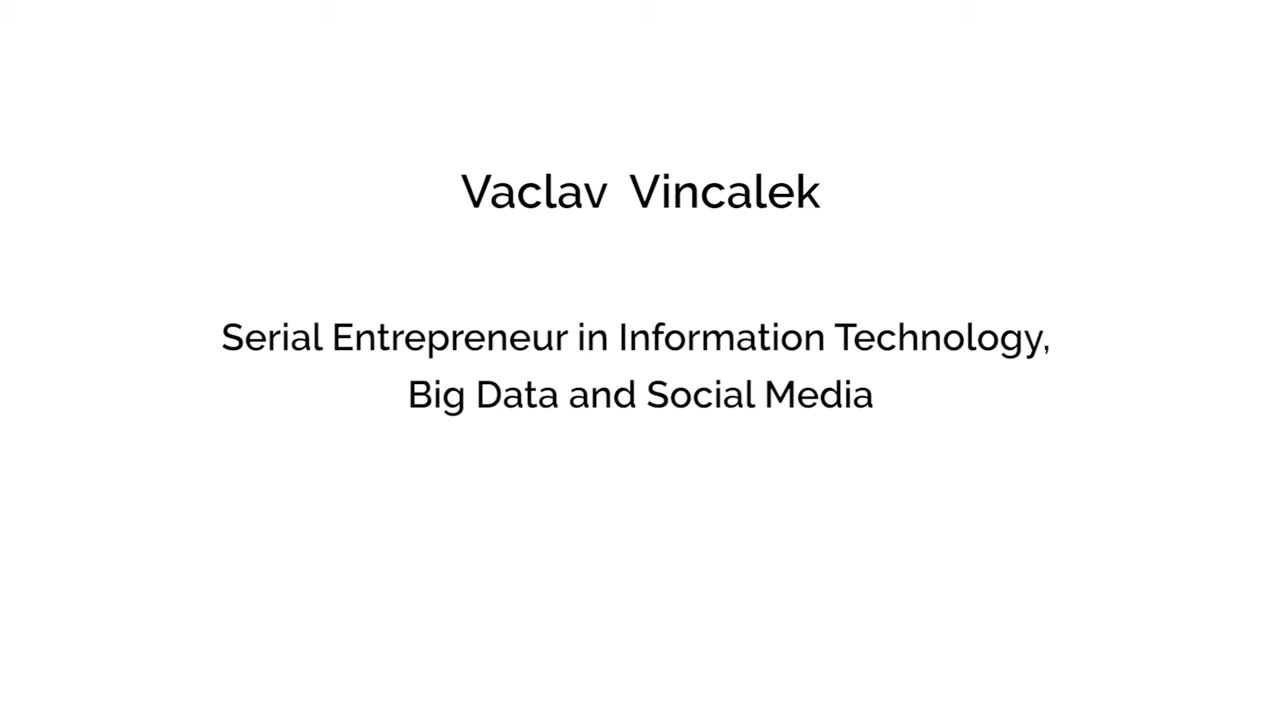 Vaclav Vincalek
Serial Entrepreneur in Information Technology,
Big Data and Social Media